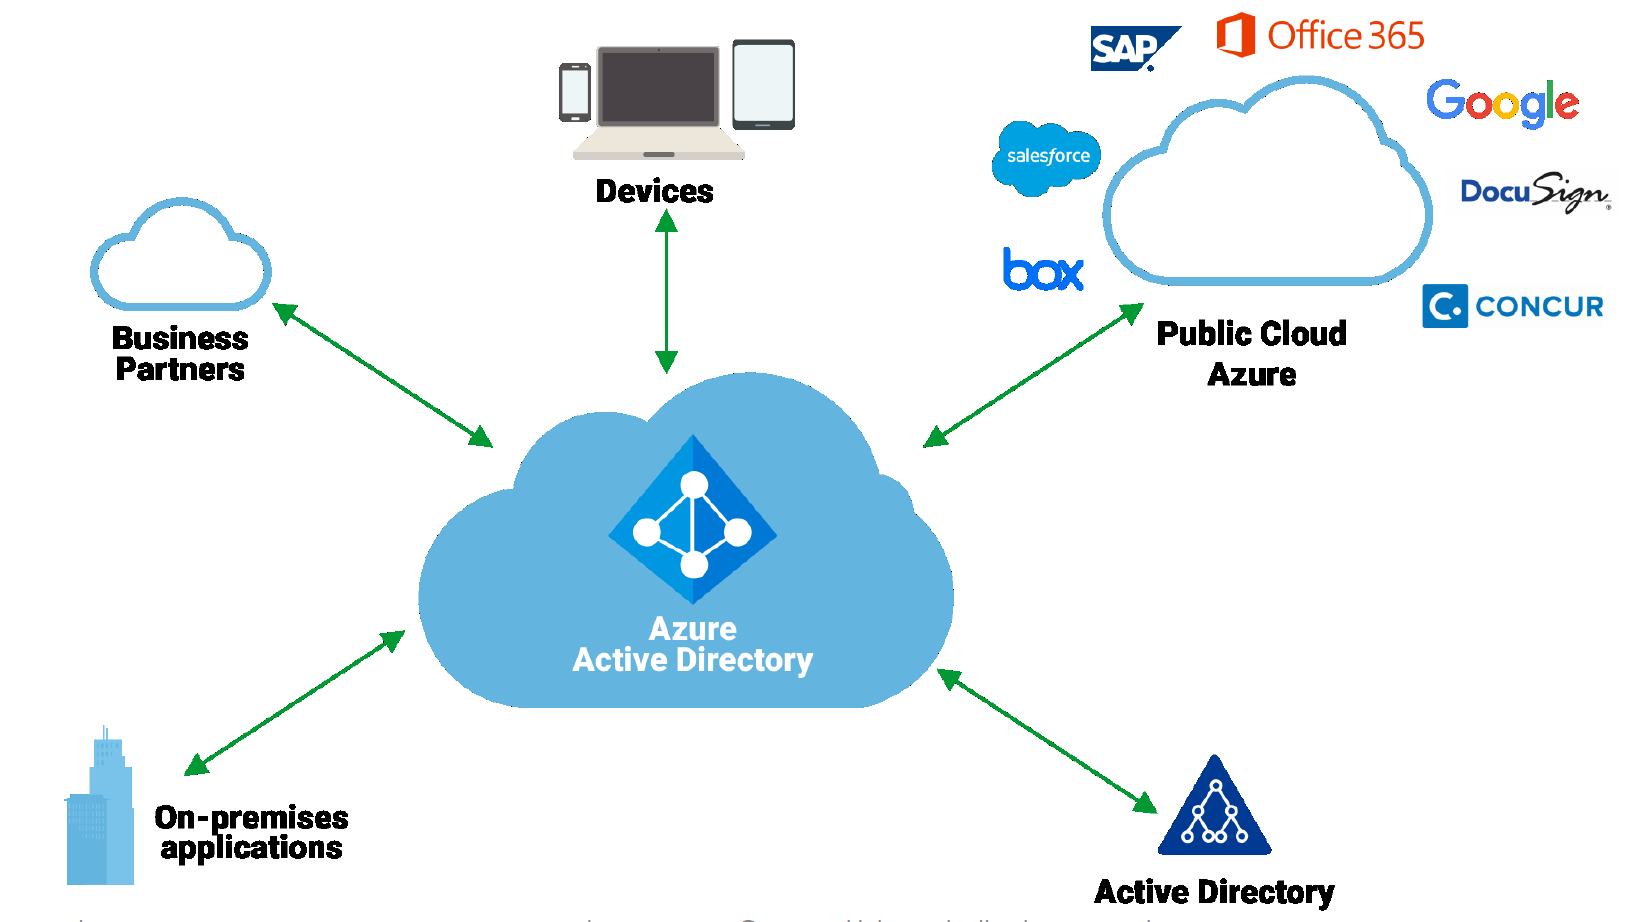 SAP
Office 365
Google
salesforce
DocuSign
box
CONCUR
Devices
Business
Partners
Public Cloud
Azure
Azure
Active Directory
On-premises
applications
Active Directory